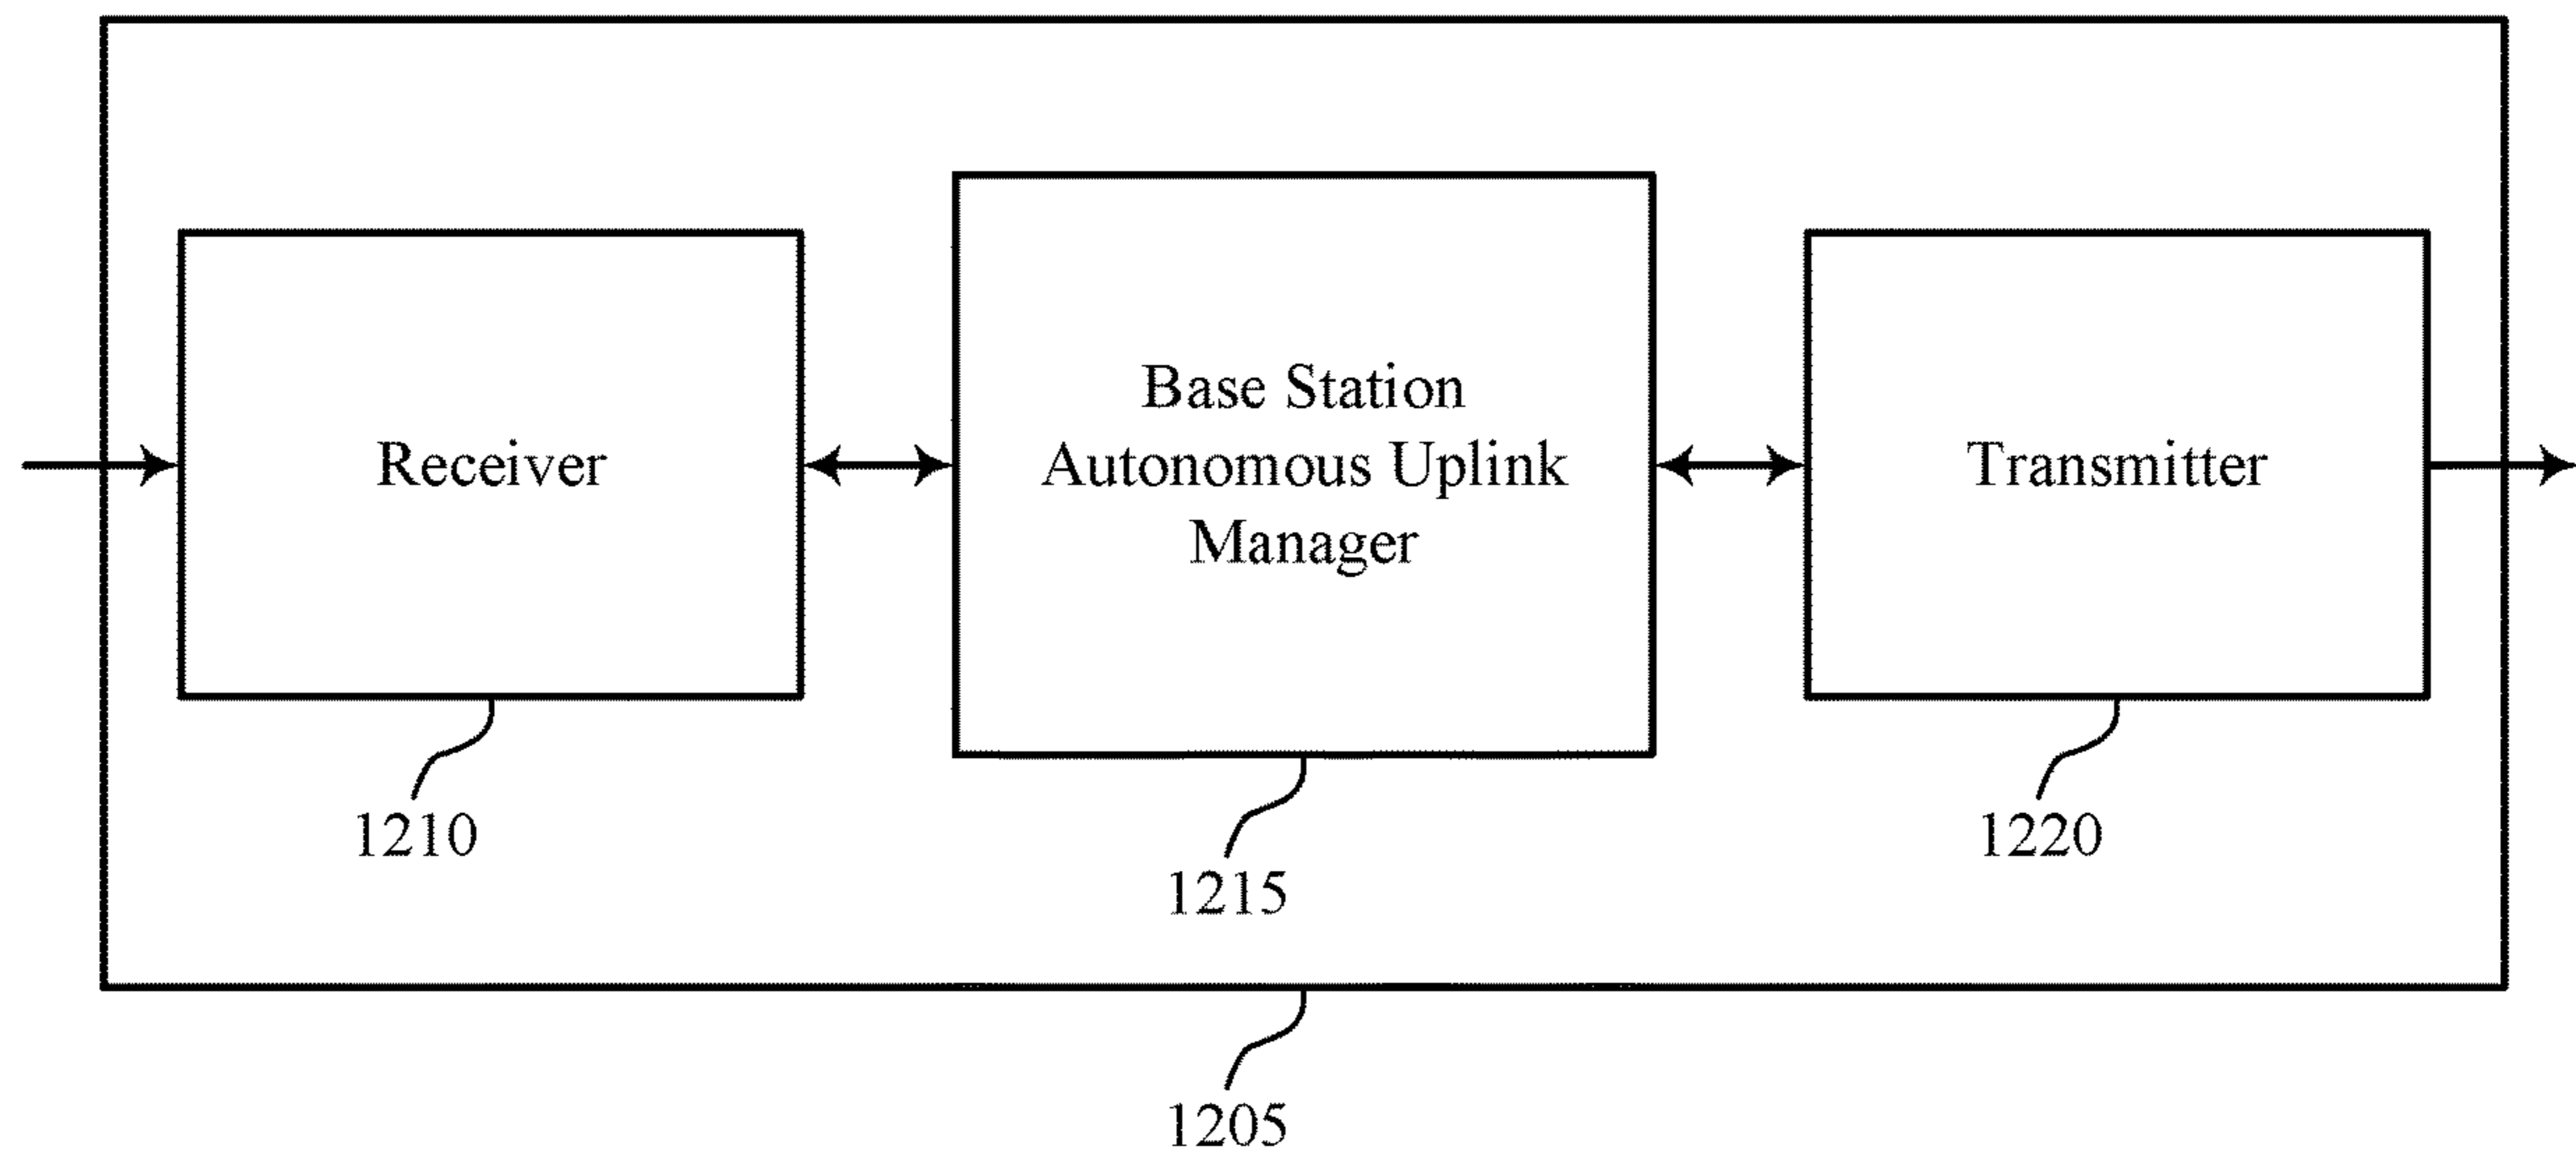 Receiver
Base Station
Autonomous Uplink
Manager
Transmitter
1210
1215
1220
1205